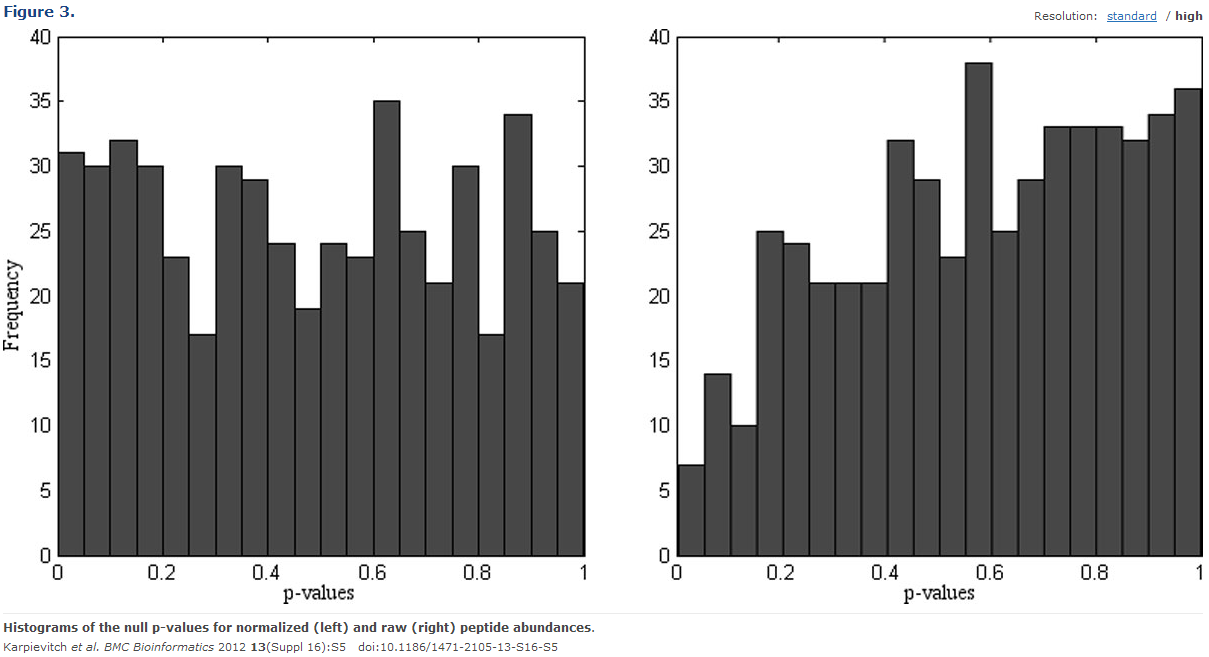 Figure 3.
Resolution: standard / high
40
35
30
25
20
15
10
5
0
Frequency
0 0.2 0.4 0.6 0.8 1
p-values
40
35
30
25
20
15
10
5
0
0 0.2 0.4 0.6 0.8 1
p-values
Histograms of the null p-values for normalized (left) and raw (right) peptide abundances.
Karpievitch et al. BMC Bioinformatics 2012 13(Suppl 16):S5 doi:10.1186/1471-2105-13-S16-S5